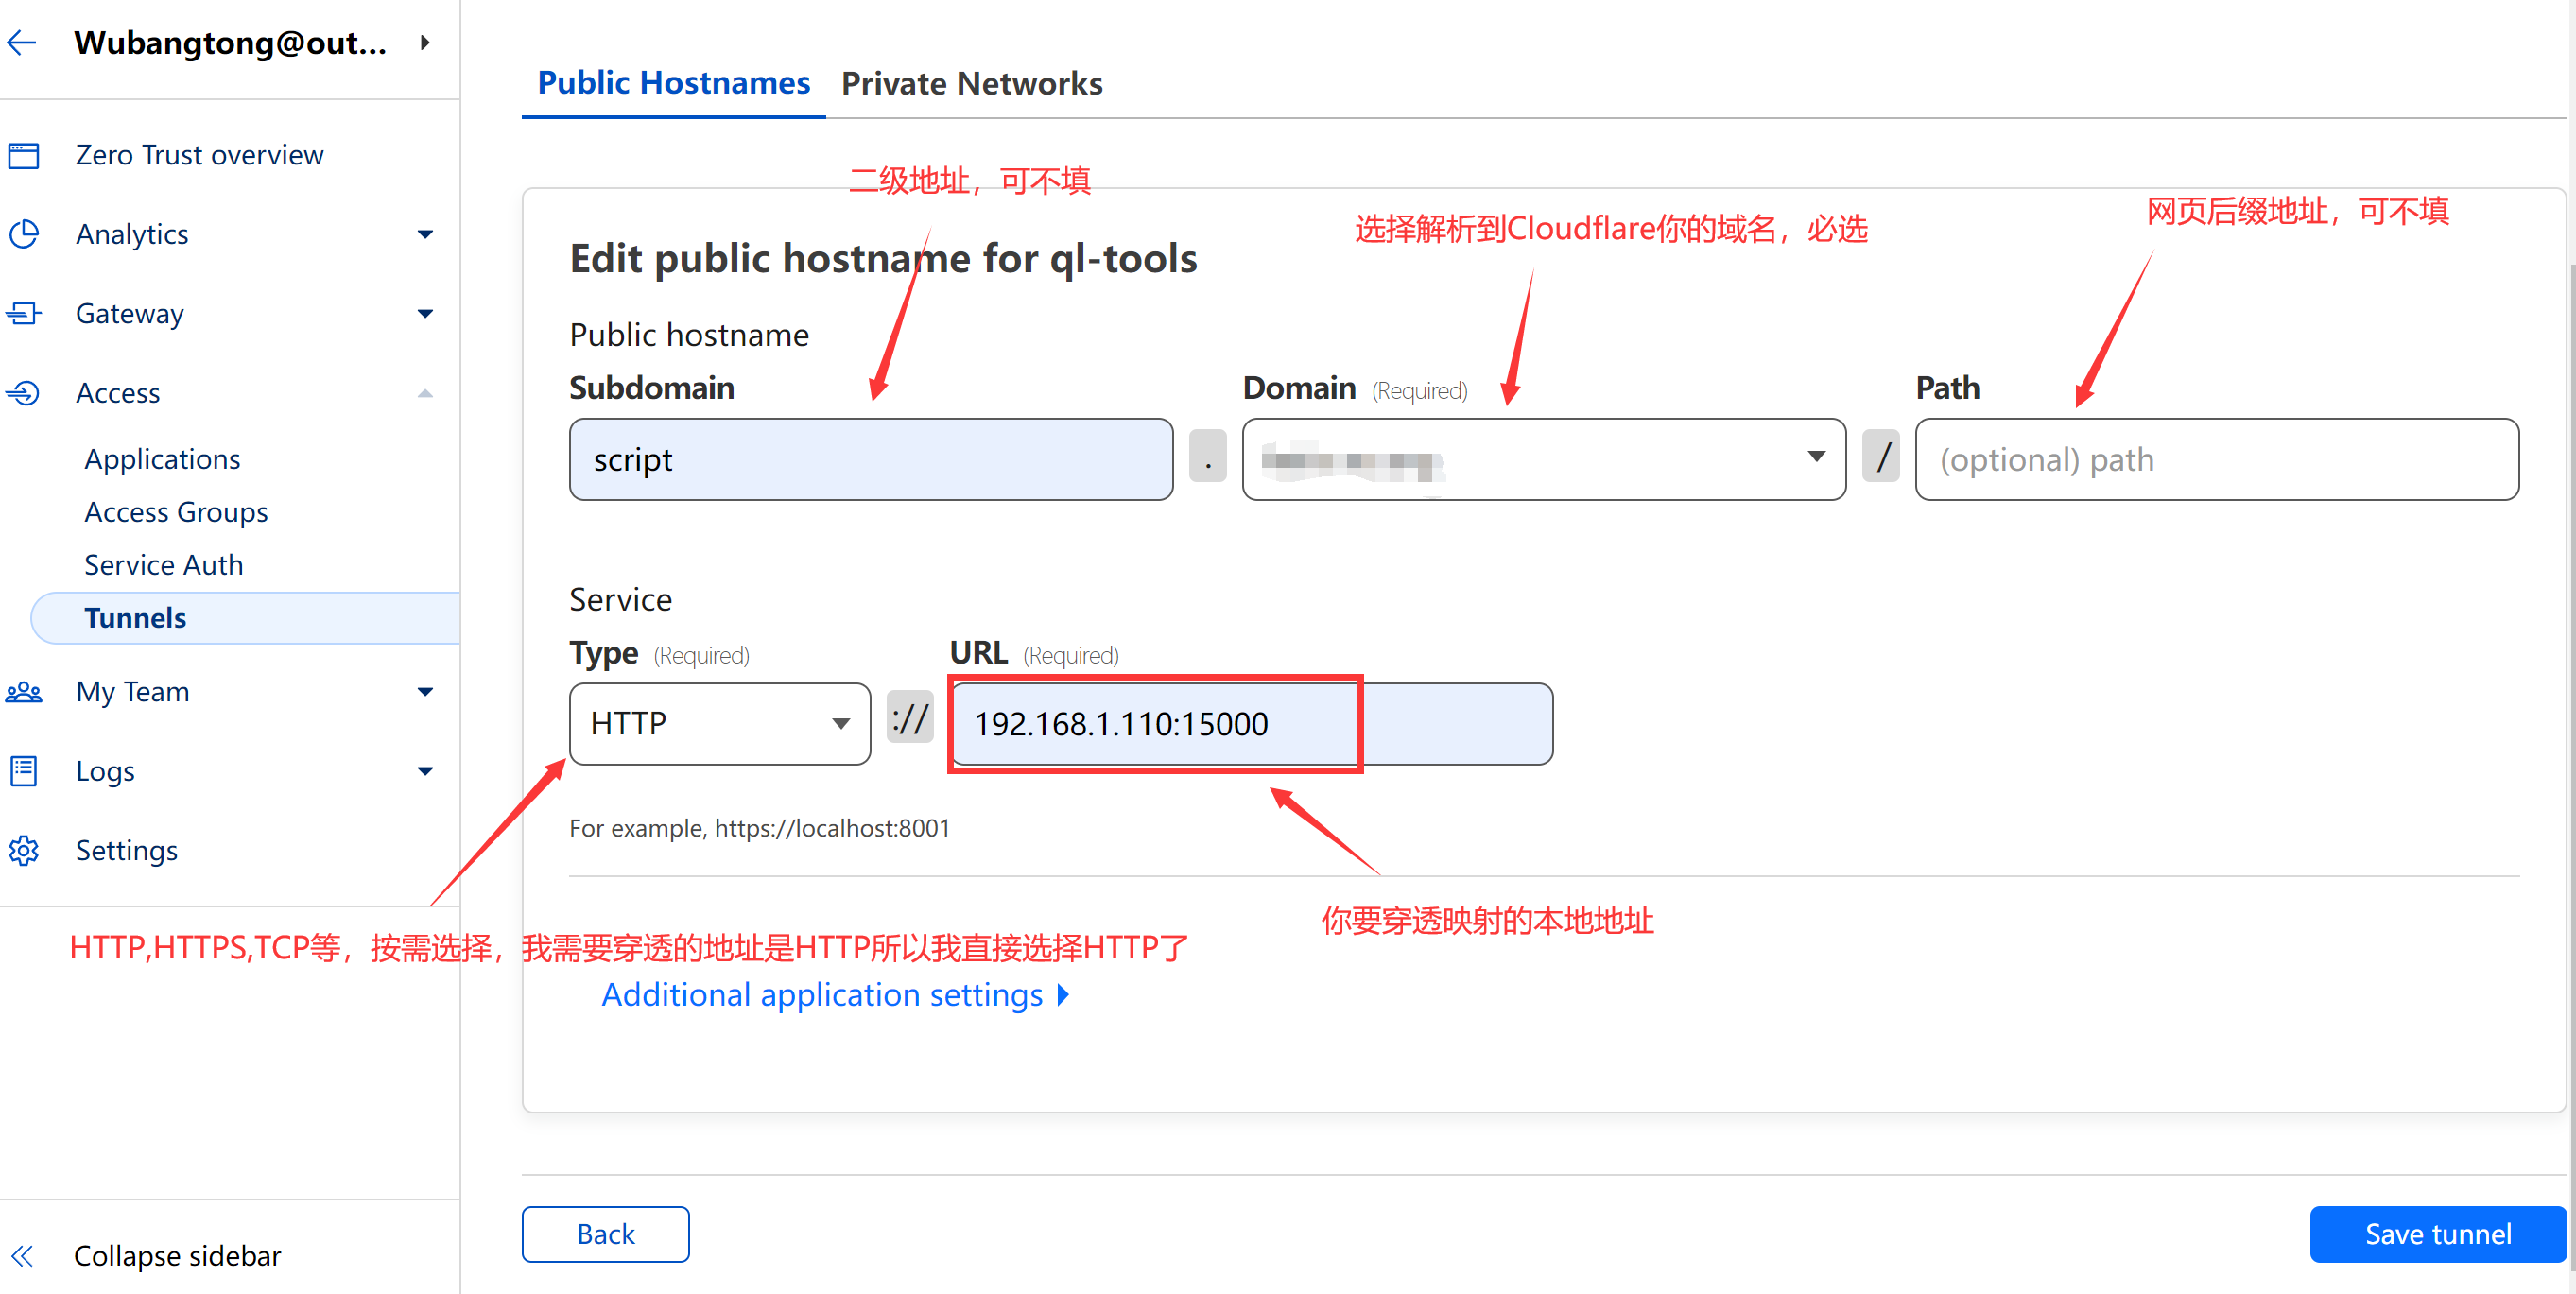 Wubangtong@out...
Zero Trust overview
Analytics
Gateway
Access
Applications
Access Groups
Service Auth
Tunnels
My Team
Logs
Settings
Collapse sidebar
Public Hostnames
Private Networks
二级地址，可不填
选择解析到Cloudflare你的域名，必选
网页后缀地址，可不填
Edit public hostname for ql-tools
Public hostname
Subdomain
Domain (Required)
Path
script
.
/
(optional) path
Service
Type (Required)
URL (Required)
HTTP
://
192.168.1.110:15000
For example, https://localhost:8001
你要穿透映射的本地地址
HTTP,HTTPS,TCP等，按需选择，我需要穿透的地址是HTTP所以我直接选择HTTP了
Additional application settings
Back
Save tunnel